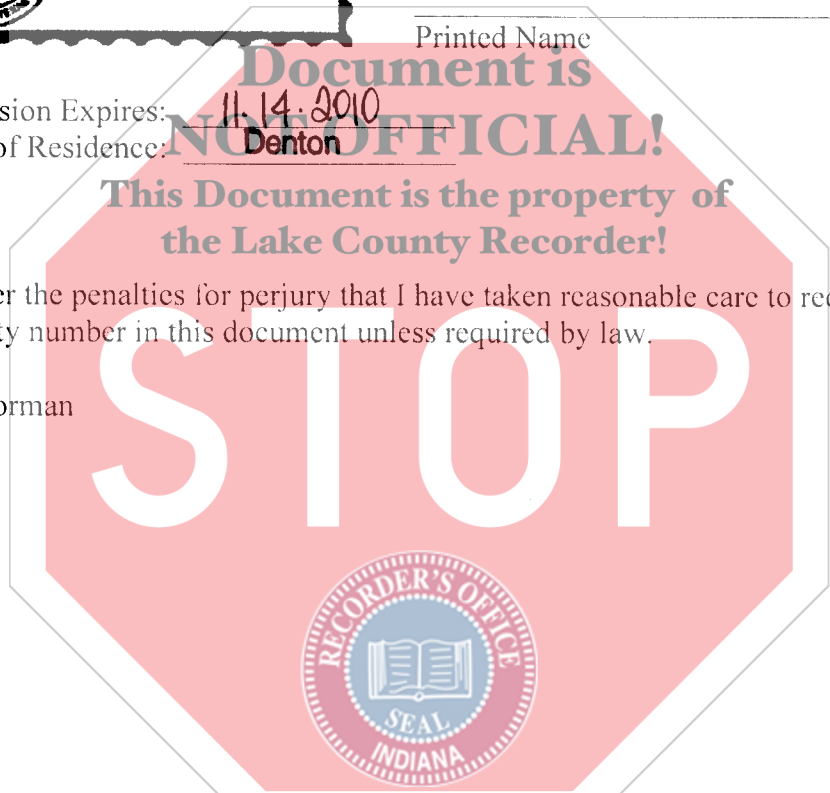 Printed Name
Document is
sion Expires: 11.14.2010
NOT OFFICIAL!
of Residence: Denton
This Document is the property of
the Lake County Recorder!
er the penalties for perjury that I have taken reasonable care to rec
ty number in this document unless required by law.
STOP
orman
RECORDER'S OFFICE
SEAL
INDIANA